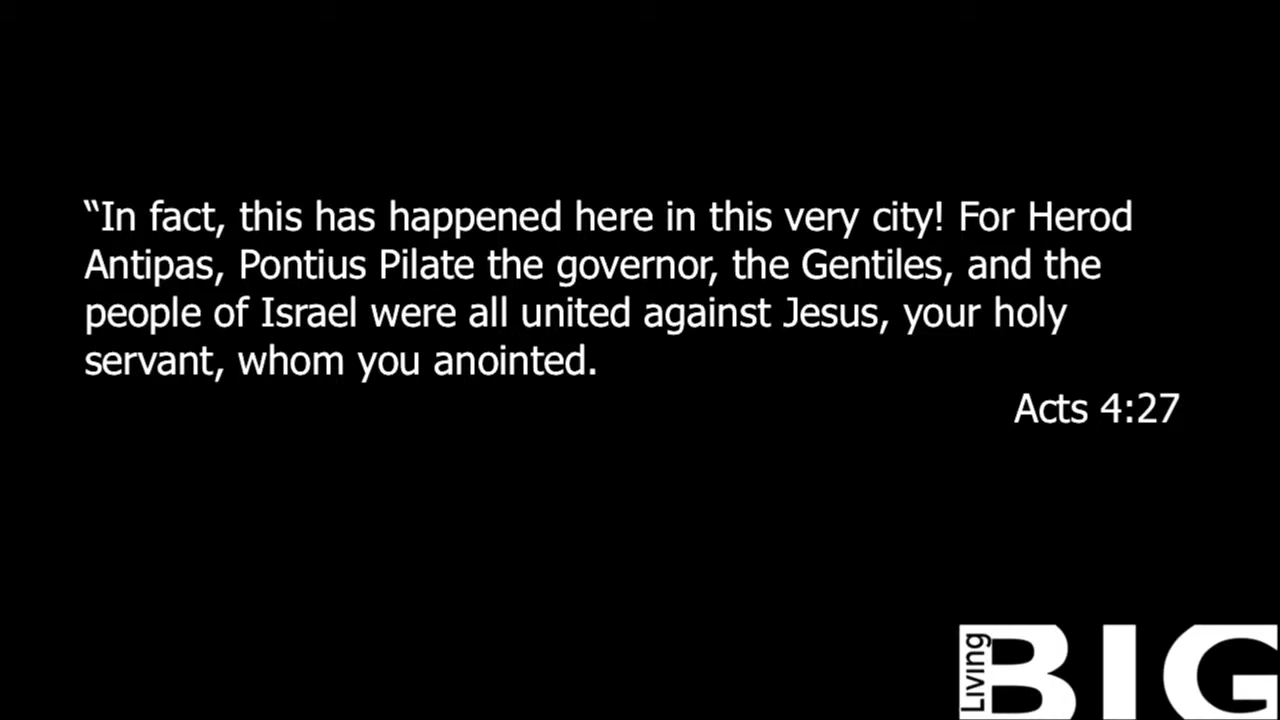 “In fact, this has happened here in this very city! For Herod
Antipas, Pontius Pilate the governor, the Gentiles, and the
people of Israel were all united against Jesus, your holy
servant, whom you anointed.
Acts 4:27
Living
BIG